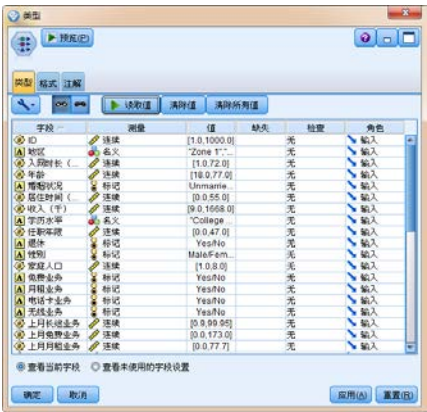 类型
预览(P)
类型 格式 注解
读取值 清除值 清除所有值
字段 测量 值 缺失 检查 角色
ID 连续 [1.0,1000.0] 无 输入
地区 名义 "Zone 1","... 无 输入
入网时长（... 连续 [1.0,72.0] 无 输入
年龄 连续 [18.0,77.0] 无 输入
婚姻状况 标记 Unmarrie... 无 输入
居住时间（... 连续 [0.0,55.0] 无 输入
收入（千） 连续 [9.0,1668.0] 无 输入
学历水平 名义 "College ... 无 输入
任职年限 连续 [0.0,47.0] 无 输入
退休 标记 Yes/No 无 输入
性别 标记 Male/Fem... 无 输入
家庭人口 连续 [1.0,8.0] 无 输入
免费业务 标记 Yes/No 无 输入
月租业务 标记 Yes/No 无 输入
电话卡业务 标记 Yes/No 无 输入
无线业务 标记 Yes/No 无 输入
上月长途业务 连续 [0.9,99.95] 无 输入
上月免费业务 连续 [0.0,173.0] 无 输入
上月月租业务 连续 [0.0,77.7] 无 输入
查看当前字段 查看未使用的字段设置
确定 取消 应用(A) 重置(R)